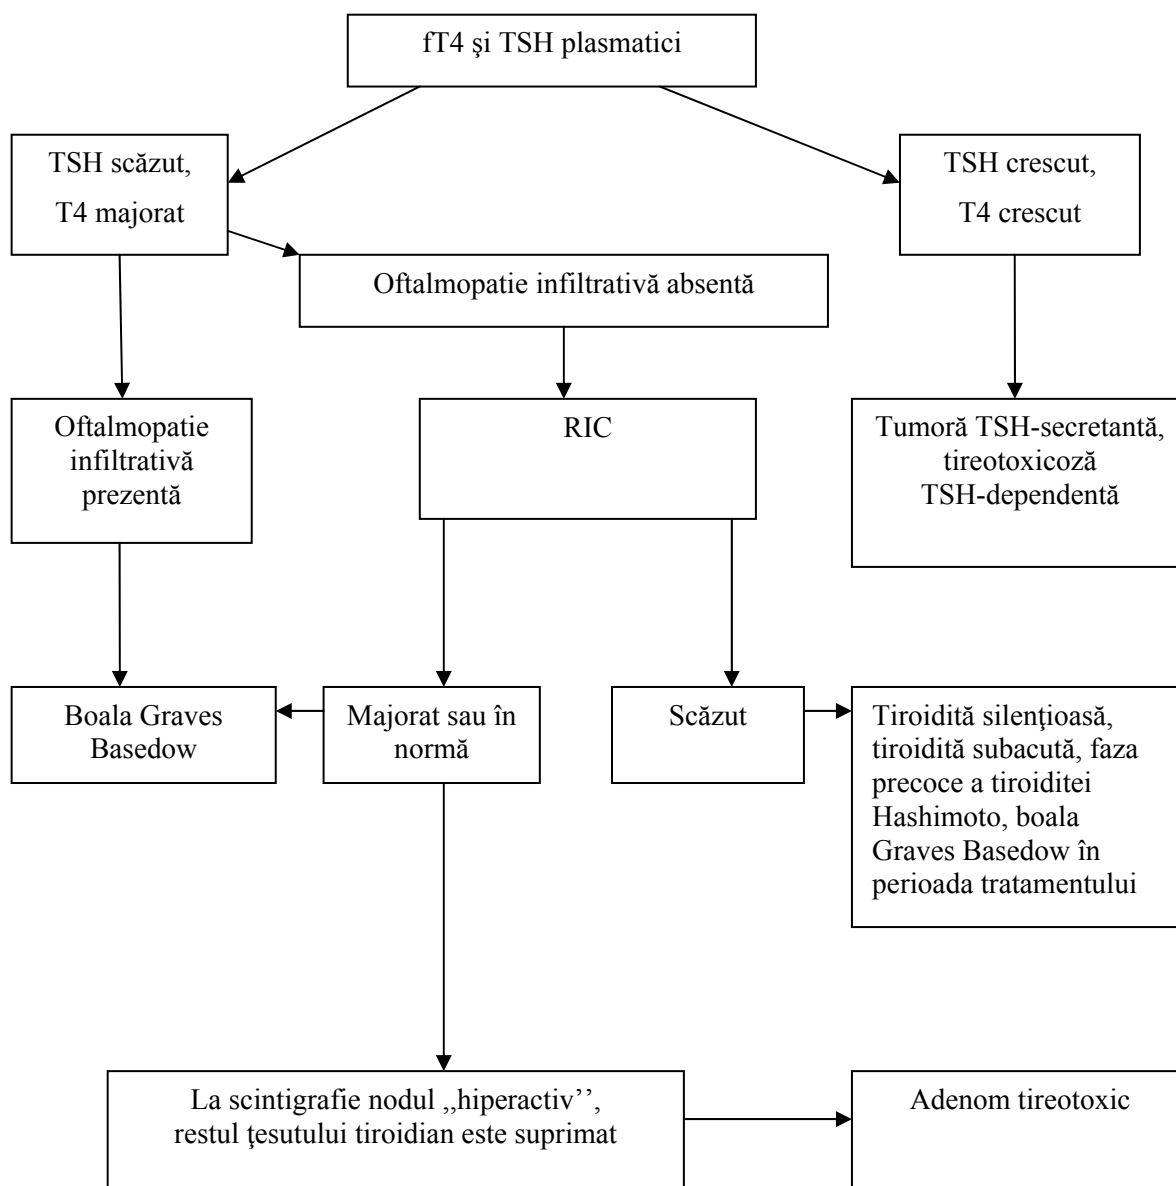 fT4 şi TSH plasmatici
TSH scăzut,
T4 majorat
TSH crescut,
T4 crescut
Oftalmopatie infiltrativă absentă
Oftalmopatie
infiltrativă
prezentă
RIC
Tumoră TSH-secretantă,
tireotoxicoză
TSH-dependentă
Boala Graves
Basedow
Majorat sau în
normă
Scăzut
Tiroidită silenţioasă,
tiroidită subacută, faza
precoce a tiroiditei
Hashimoto, boala
Graves Basedow în
perioada tratamentului
La scintigrafie nodul ,,hiperactiv’’,
restul ţesutului tiroidian este suprimat
Adenom tireotoxic